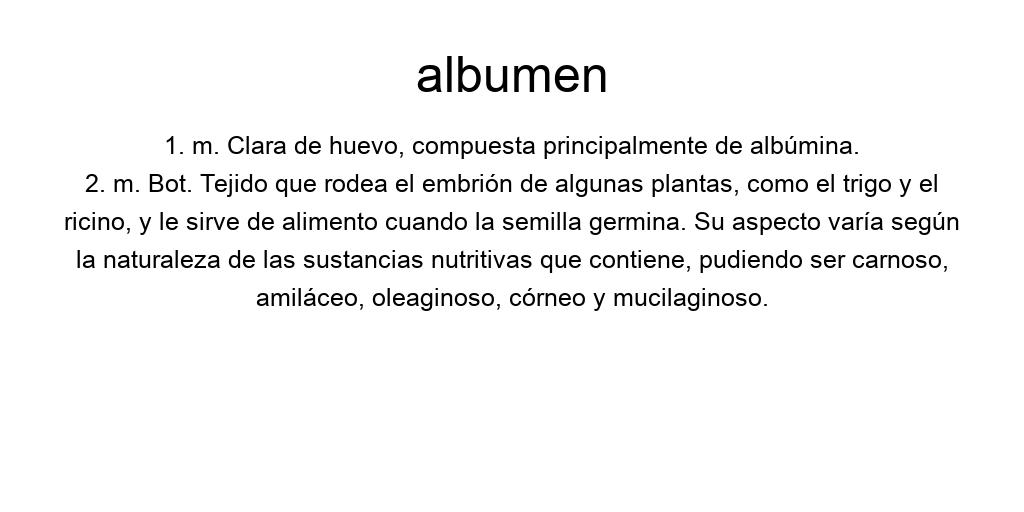 albumen
1. m. Clara de huevo, compuesta principalmente de albúmina.
2. m. Bot. Tejido que rodea el embrión de algunas plantas, como el trigo y el
ricino, y le sirve de alimento cuando la semilla germina. Su aspecto varía según
la naturaleza de las sustancias nutritivas que contiene, pudiendo ser carnoso,
amiláceo, oleaginoso, córneo y mucilaginoso.